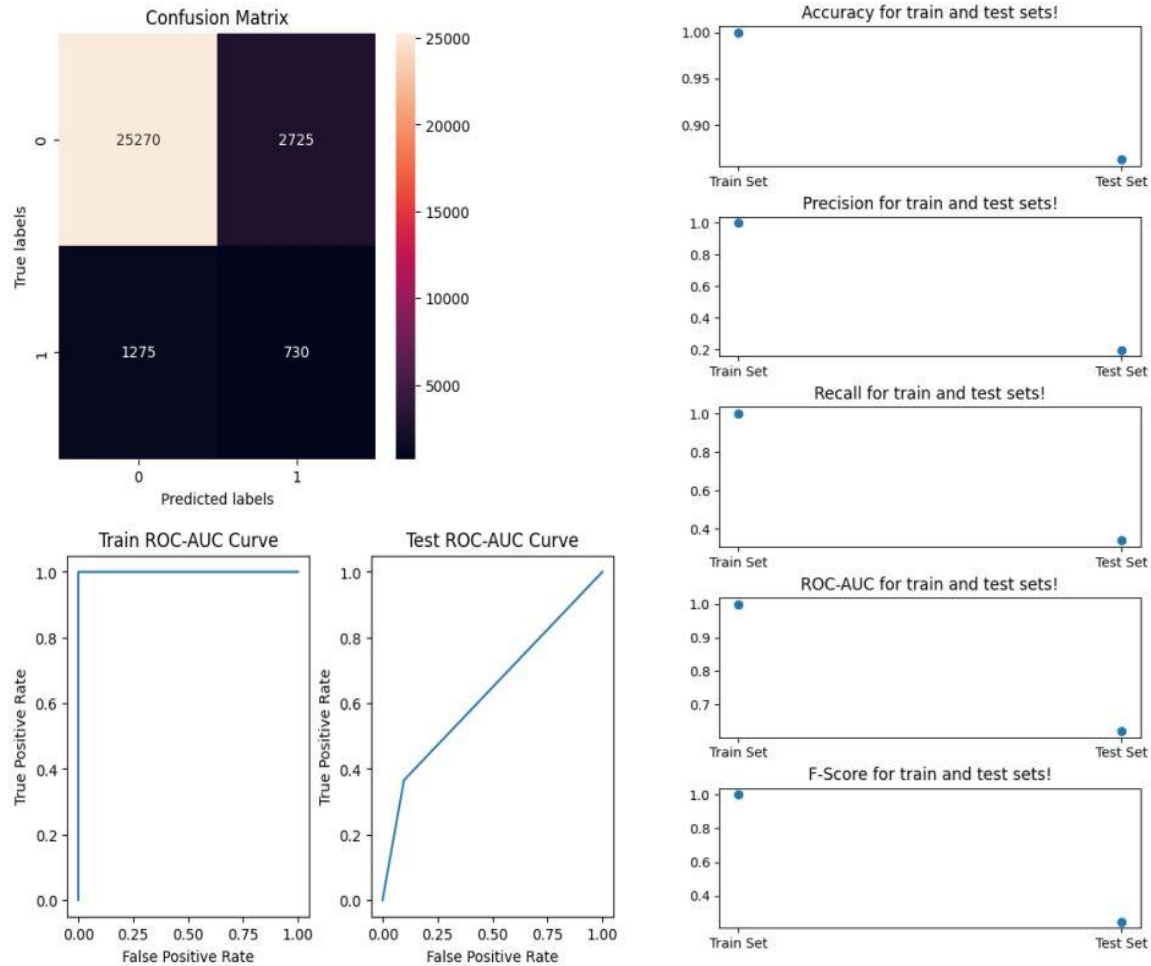 Confusion Matrix
25000
20000
15000
10000
5000
0
1
True labels
25270
2725
1275
730
0
1
Predicted labels
Train ROC-AUC Curve
1.0
0.8
0.6
0.4
0.2
0.0
True Positive Rate
0.00
0.25
0.50
0.75
1.00
False Positive Rate
Test ROC-AUC Curve
1.0
0.8
0.6
0.4
0.2
0.0
True Positive Rate
0.00
0.25
0.50
0.75
1.00
False Positive Rate
Accuracy for train and test sets!
1.00
0.95
0.90
Train Set
Test Set
Precision for train and test sets!
1.0
0.8
0.6
0.4
0.2
Train Set
Test Set
Recall for train and test sets!
1.0
0.8
0.6
0.4
Train Set
Test Set
ROC-AUC for train and test sets!
1.0
0.9
0.8
0.7
Train Set
Test Set
F-Score for train and test sets!
1.0
0.8
0.6
0.4
Train Set
Test Set